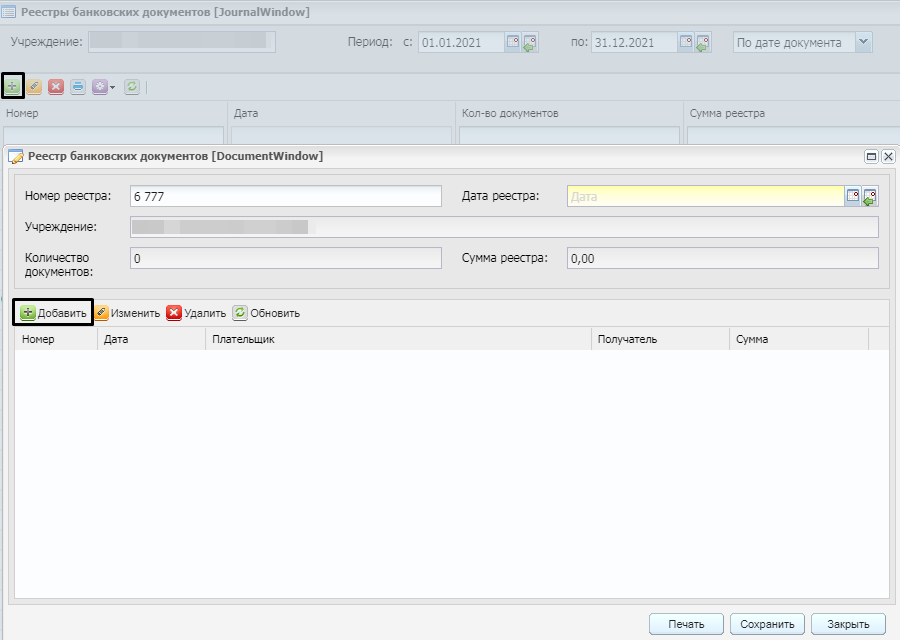 Реестры банковских документов [JournalWindow]
Учреждение: Период: с: 01.01.2021 по: 31.12.2021 По дате документа
Номер Дата Кол-во документов Сумма реестра
Реестр банковских документов [DocumentWindow]
Номер реестра: 6 777 Дата реестра: Дата
Учреждение:
Количество документов: 0 Сумма реестра: 0,00
Добавить Изменить Удалить Обновить
Номер Дата Плательщик Получатель Сумма
Печать Сохранить Закрыть